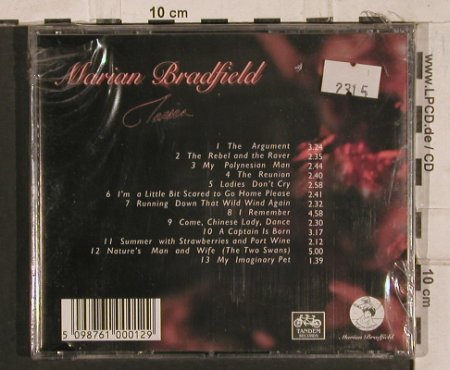 10 cm
Marian Bradfield
2315
1 The Argument 3.24
2 The Rebel and the Raver 2.35
3 My Polynesian Man 2.44
4 The Reunion 2.40
5 Ladies Don't Cry 2.58
6 I'm a Little Bit Scared to Go Home Please 2.41
7 Running Down That Wild Wind Again 2.32
8 I Remember 4.58
9 Come, Chinese Lady, Dance 2.30
10 A Captain is Born 3.17
11 Summer with Strawberries and Port Wine 2.12
12 Nature's Man and Wife (The Two Swans) 5.00
13 My Imaginary Pet 1.39
5 098761 000129
TANDEM
RECORDS
Marian Bradfield
www.LPCD.de / CD
10 cm